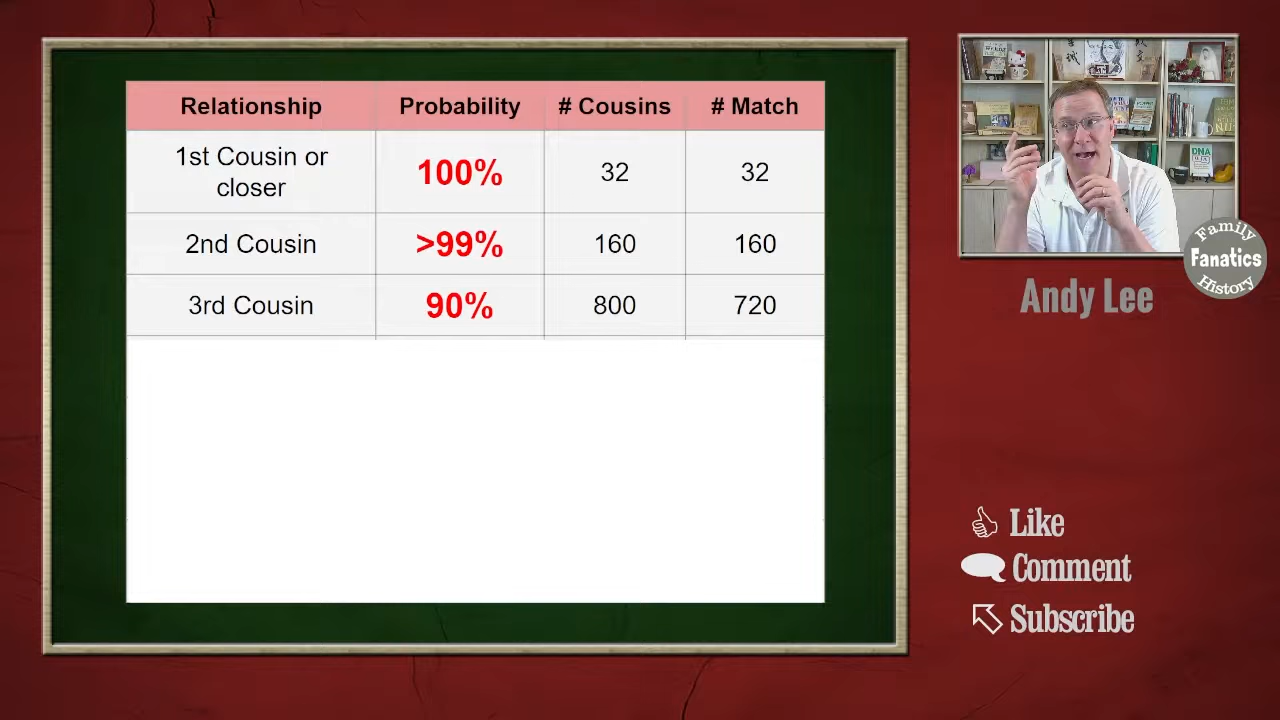 Relationship Probability # Cousins # Match
1st Cousin or
closer 100% 32 32
2nd Cousin >99% 160 160
3rd Cousin 90% 800 720
DNA
Family
Fanatics
History
Andy Lee
Like
Comment
Subscribe